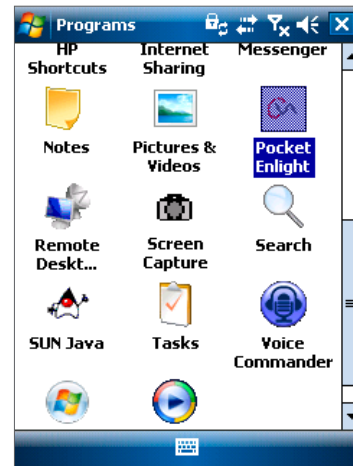 Programs
HP Internet Messenger
Shortcuts Sharing
Notes Pictures & Pocket
Videos Enlight
Remote Screen Search
Deskt... Capture
SUN Java Tasks Voice
Commander